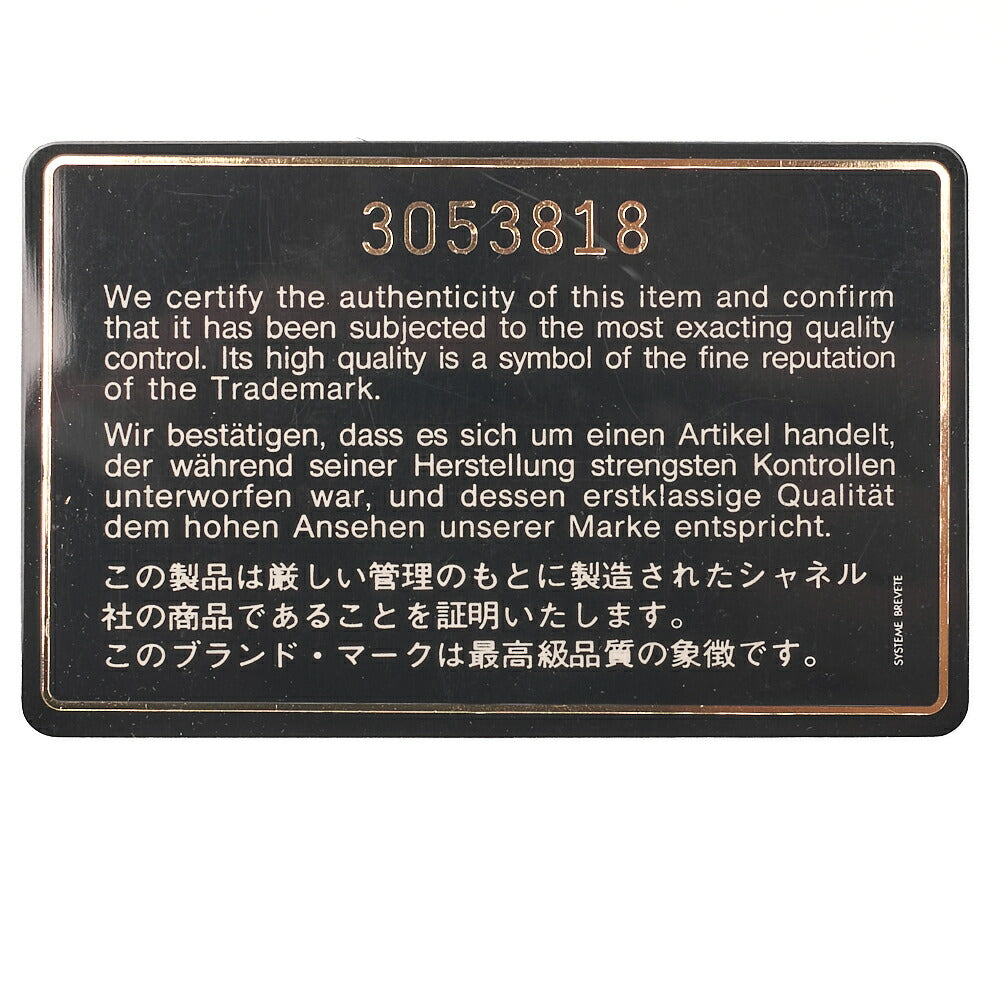 3053818
We certify the authenticity of this item and confirm
that it has been subjected to the most exacting quality
control. Its high quality is a symbol of the fine reputation
of the Trademark.
Wir bestätigen, dass es sich um einen Artikel handelt,
der während seiner Herstellung strengsten Kontrollen
unterworfen war, und dessen erstklassige Qualität
dem hohen Ansehen unserer Marke entspricht.
この製品は厳しい管理のもとに製造されたシャネル
社の商品であることを証明いたします。
このブランド・マークは最高級品質の象徴です。
SYSTEME BREVETE